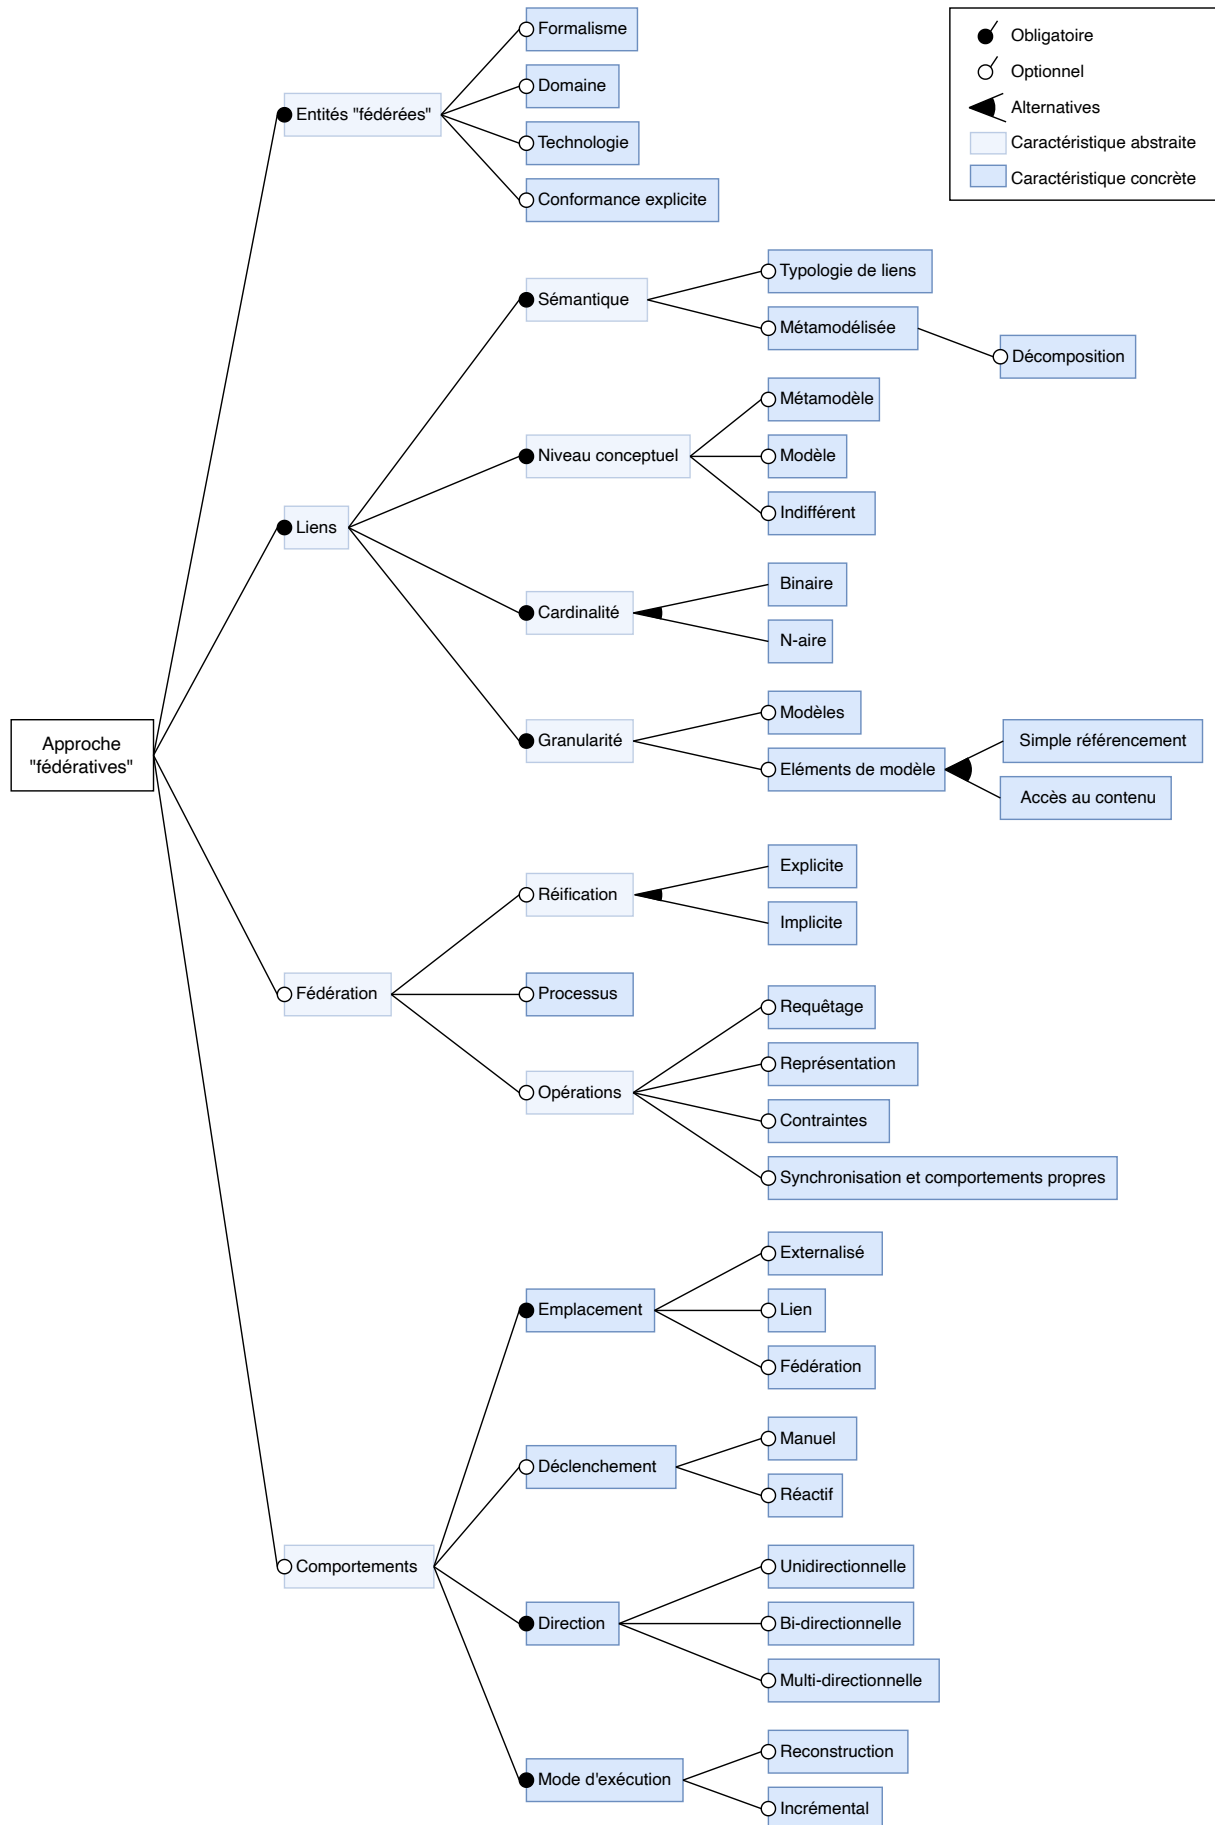 Formalisme
Domaine
Entités "fédérées"
Technologie
Conformance explicite
Obligatoire
Optionnel
Alternatives
Caractéristique abstraite
Caractéristique concrète
Typologie de liens
Sémantique
Métamodélisée
Décomposition
Métamodèle
Niveau conceptuel
Modèle
Indifférent
Liens
Binaire
Cardinalité
N-aire
Modèles
Granularité
Eléments de modèle
Simple référencement
Accès au contenu
Approche
"fédératives"
Explicite
Réification
Implicite
Fédération
Processus
Requêtage
Représentation
Opérations
Contraintes
Synchronisation et comportements propres
Externalisé
Emplacement
Lien
Fédération
Manuel
Déclenchement
Réactif
Comportements
Unidirectionnelle
Direction
Bi-directionnelle
Multi-directionnelle
Reconstruction
Mode d'exécution
Incrémental